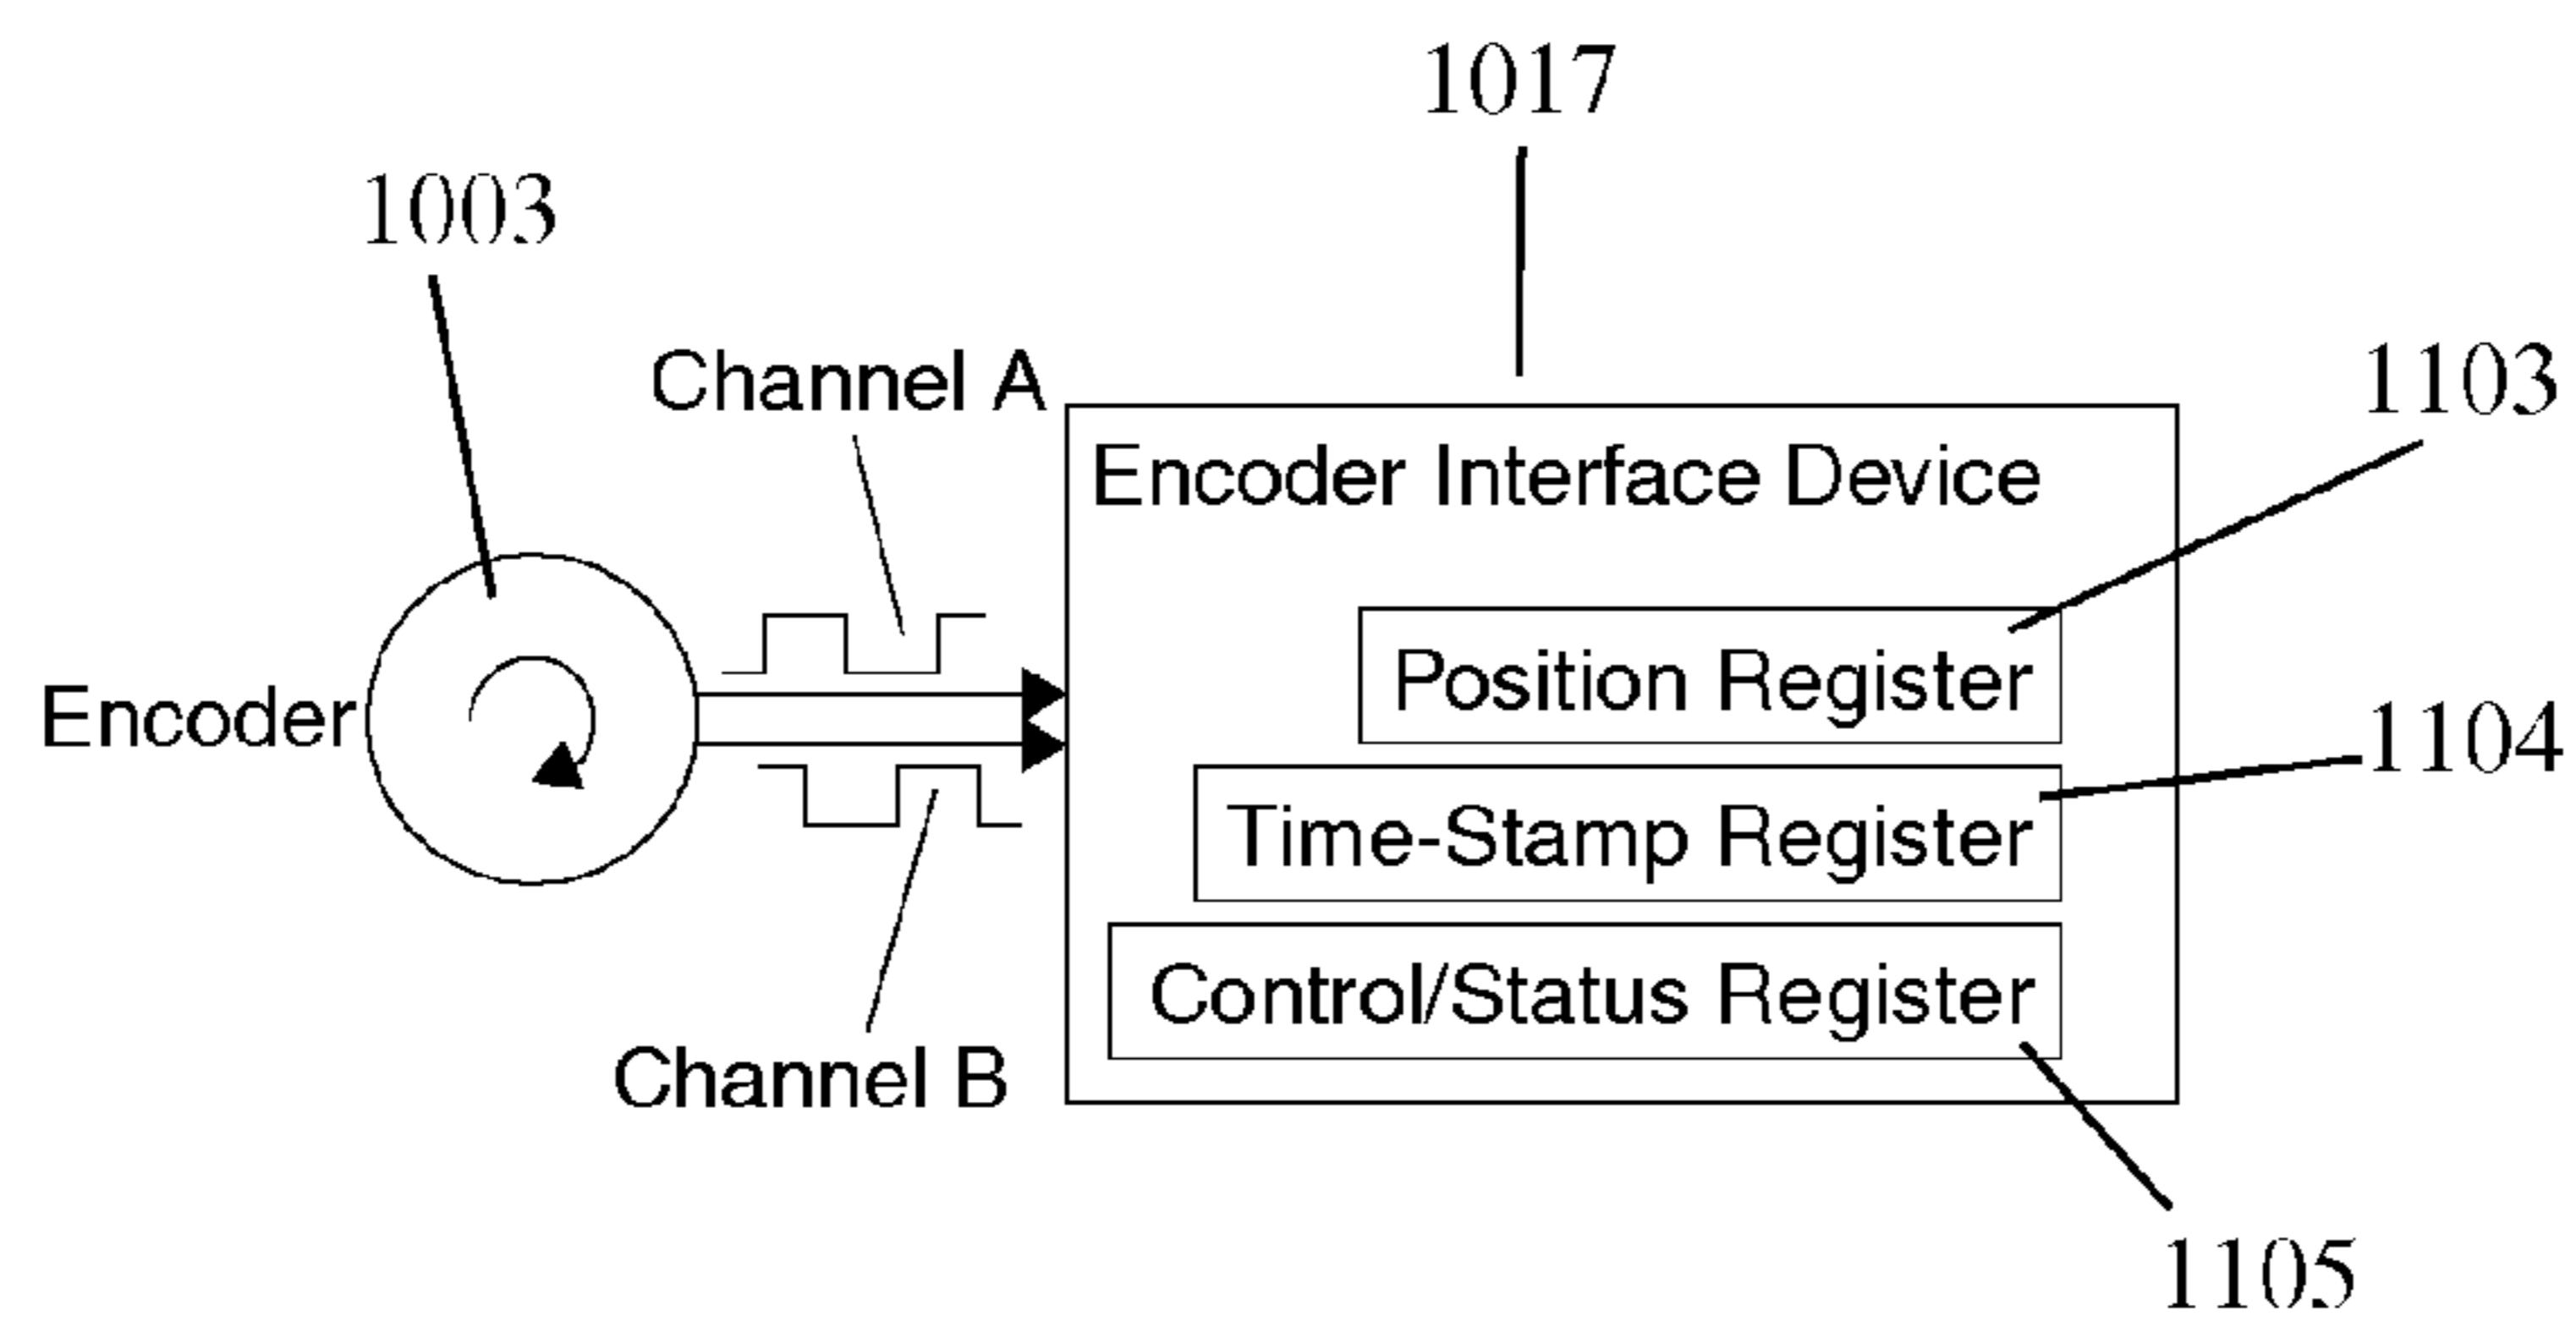 1017
1003
1103
Channel A
Encoder Interface Device
Position Register
Encoder
1104
Time-Stamp Register
Control/Status Register
Channel B
1105